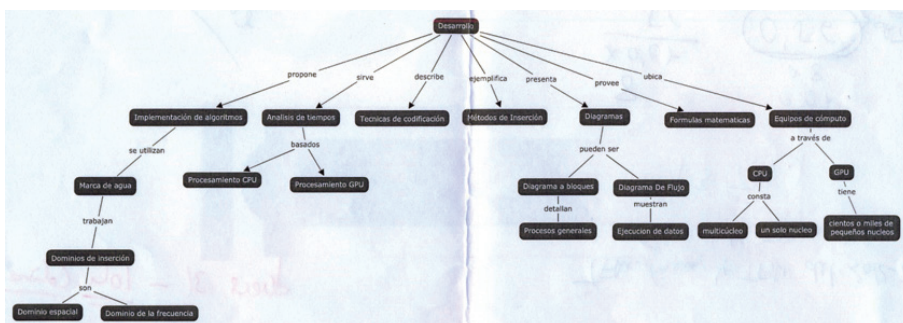 Desarrollo
propone
sirve
describe
ejemplifica
presenta
provee
ubica
Implementación de algoritmos
Analisis de tiempos
Tecnicas de codificación
Métodos de Inserción
Diagramas
Formulas matematicas
Equipos de cómputo
se utilizan
basados
pueden ser
a través de
Marca de agua
Procesamiento CPU
Procesamiento GPU
Diagrama a bloques
Diagrama De Flujo
CPU
GPU
trabajan
detallan
muestran
consta
tiene
Procesos generales
Ejecucion de datos
multicúcleo
un solo nucleo
cientos o miles de
pequeños nucleos
Dominios de inserción
son
Dominio espacial
Dominio de la frecuencia